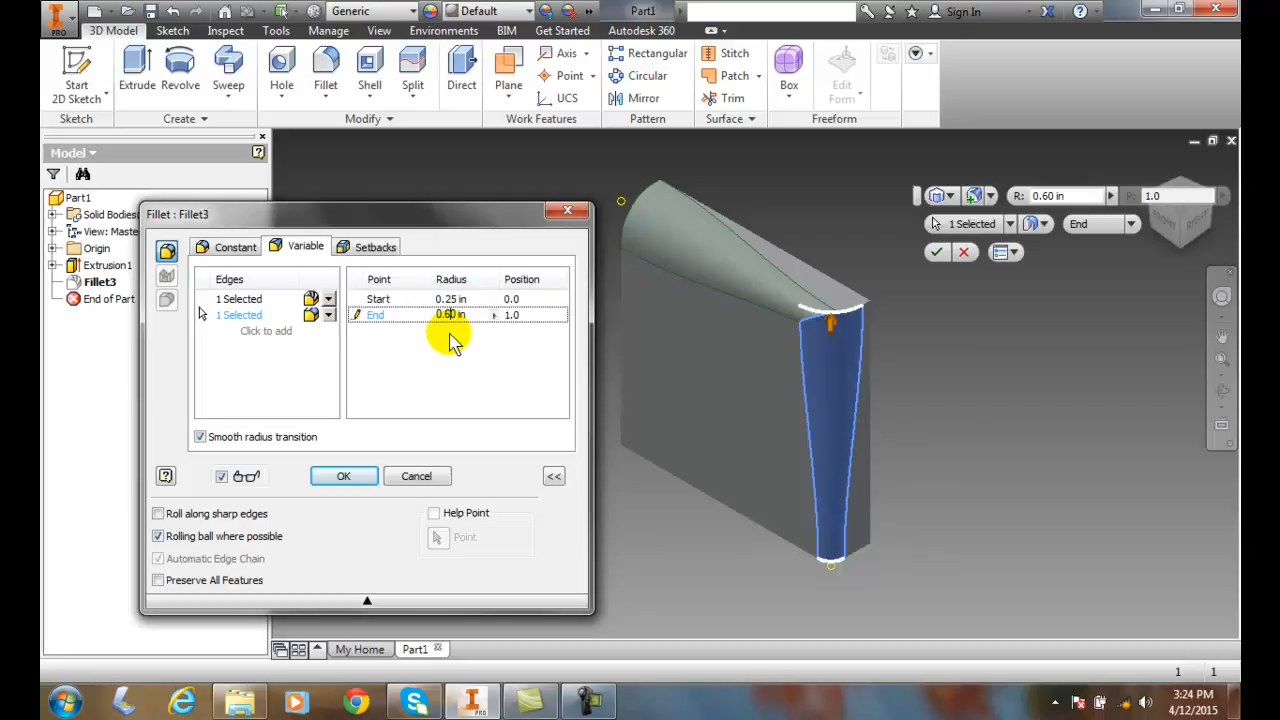 PRO
Generic
Default
Part1
Sign In
3D Model
Sketch
Inspect
Tools
Manage
View
Environments
BIM
Get Started
Autodesk 360
Start
2D Sketch
Extrude
Revolve
Sweep
Hole
Fillet
Shell
Split
Direct
Plane
Axis
Point
UCS
Rectangular
Circular
Mirror
Stitch
Patch
Trim
Box
Edit
Form
Sketch
Create
Modify
Work Features
Pattern
Surface
Freeform
Model
Part1
Solid Bodies
View: Maste
Origin
Extrusion1
Fillet3
End of Part
Fillet : Fillet3
Constant
Variable
Setbacks
Edges
Point
Radius
Position
1 Selected
Start
0.25 in
0.0
1 Selected
End
0.60 in
1.0
Click to add
Smooth radius transition
OK
Cancel
<<
Roll along sharp edges
Help Point
Rolling ball where possible
Point
Automatic Edge Chain
Preserve All Features
R: 0.60 in
P: 1.0
1 Selected
End
FRONT
RIGHT
My Home
Part1
1 1
PRO
3:24 PM
4/12/2015